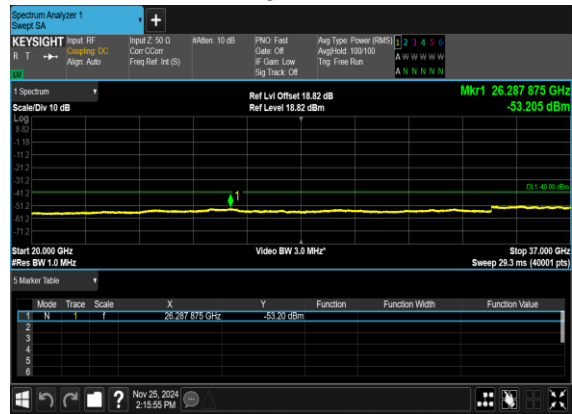 Spectrum Analyzer 1
Swept SA
+
KEYSIGHT Input: RF Input Z: 50 Ω #Atten: 10 dB PNO: Fast Avg Type: Power (RMS) 1 2 3 4 5 6
R T Coupling: DC Corr CCorr Gate: Off Avg|Hold: 100/100 A W W W W W
Align: Auto Freq Ref: Int (S) IF Gain: Low Trig: Free Run
Sig Track: Off A N N N N N
LW
1 Spectrum Ref Lvl Offset 18.82 dB Mkr1 26.287 875 GHz
Scale/Div 10 dB Ref Level 18.82 dBm -53.205 dBm
Log
8.82
-1.18
-11.2
-21.2
-31.2
DL1 -40.00 dBm
-41.2
1
-51.2
-61.2
-71.2
Start 20.000 GHz Video BW 3.0 MHz* Stop 37.000 GHz
#Res BW 1.0 MHz Sweep 29.3 ms (40001 pts)
5 Marker Table
Mode Trace Scale X Y Function Function Width Function Value
1 N 1 f 26.287 875 GHz -53.20 dBm
2
3
4
5
6
? Nov 25, 2024
2:15:55 PM